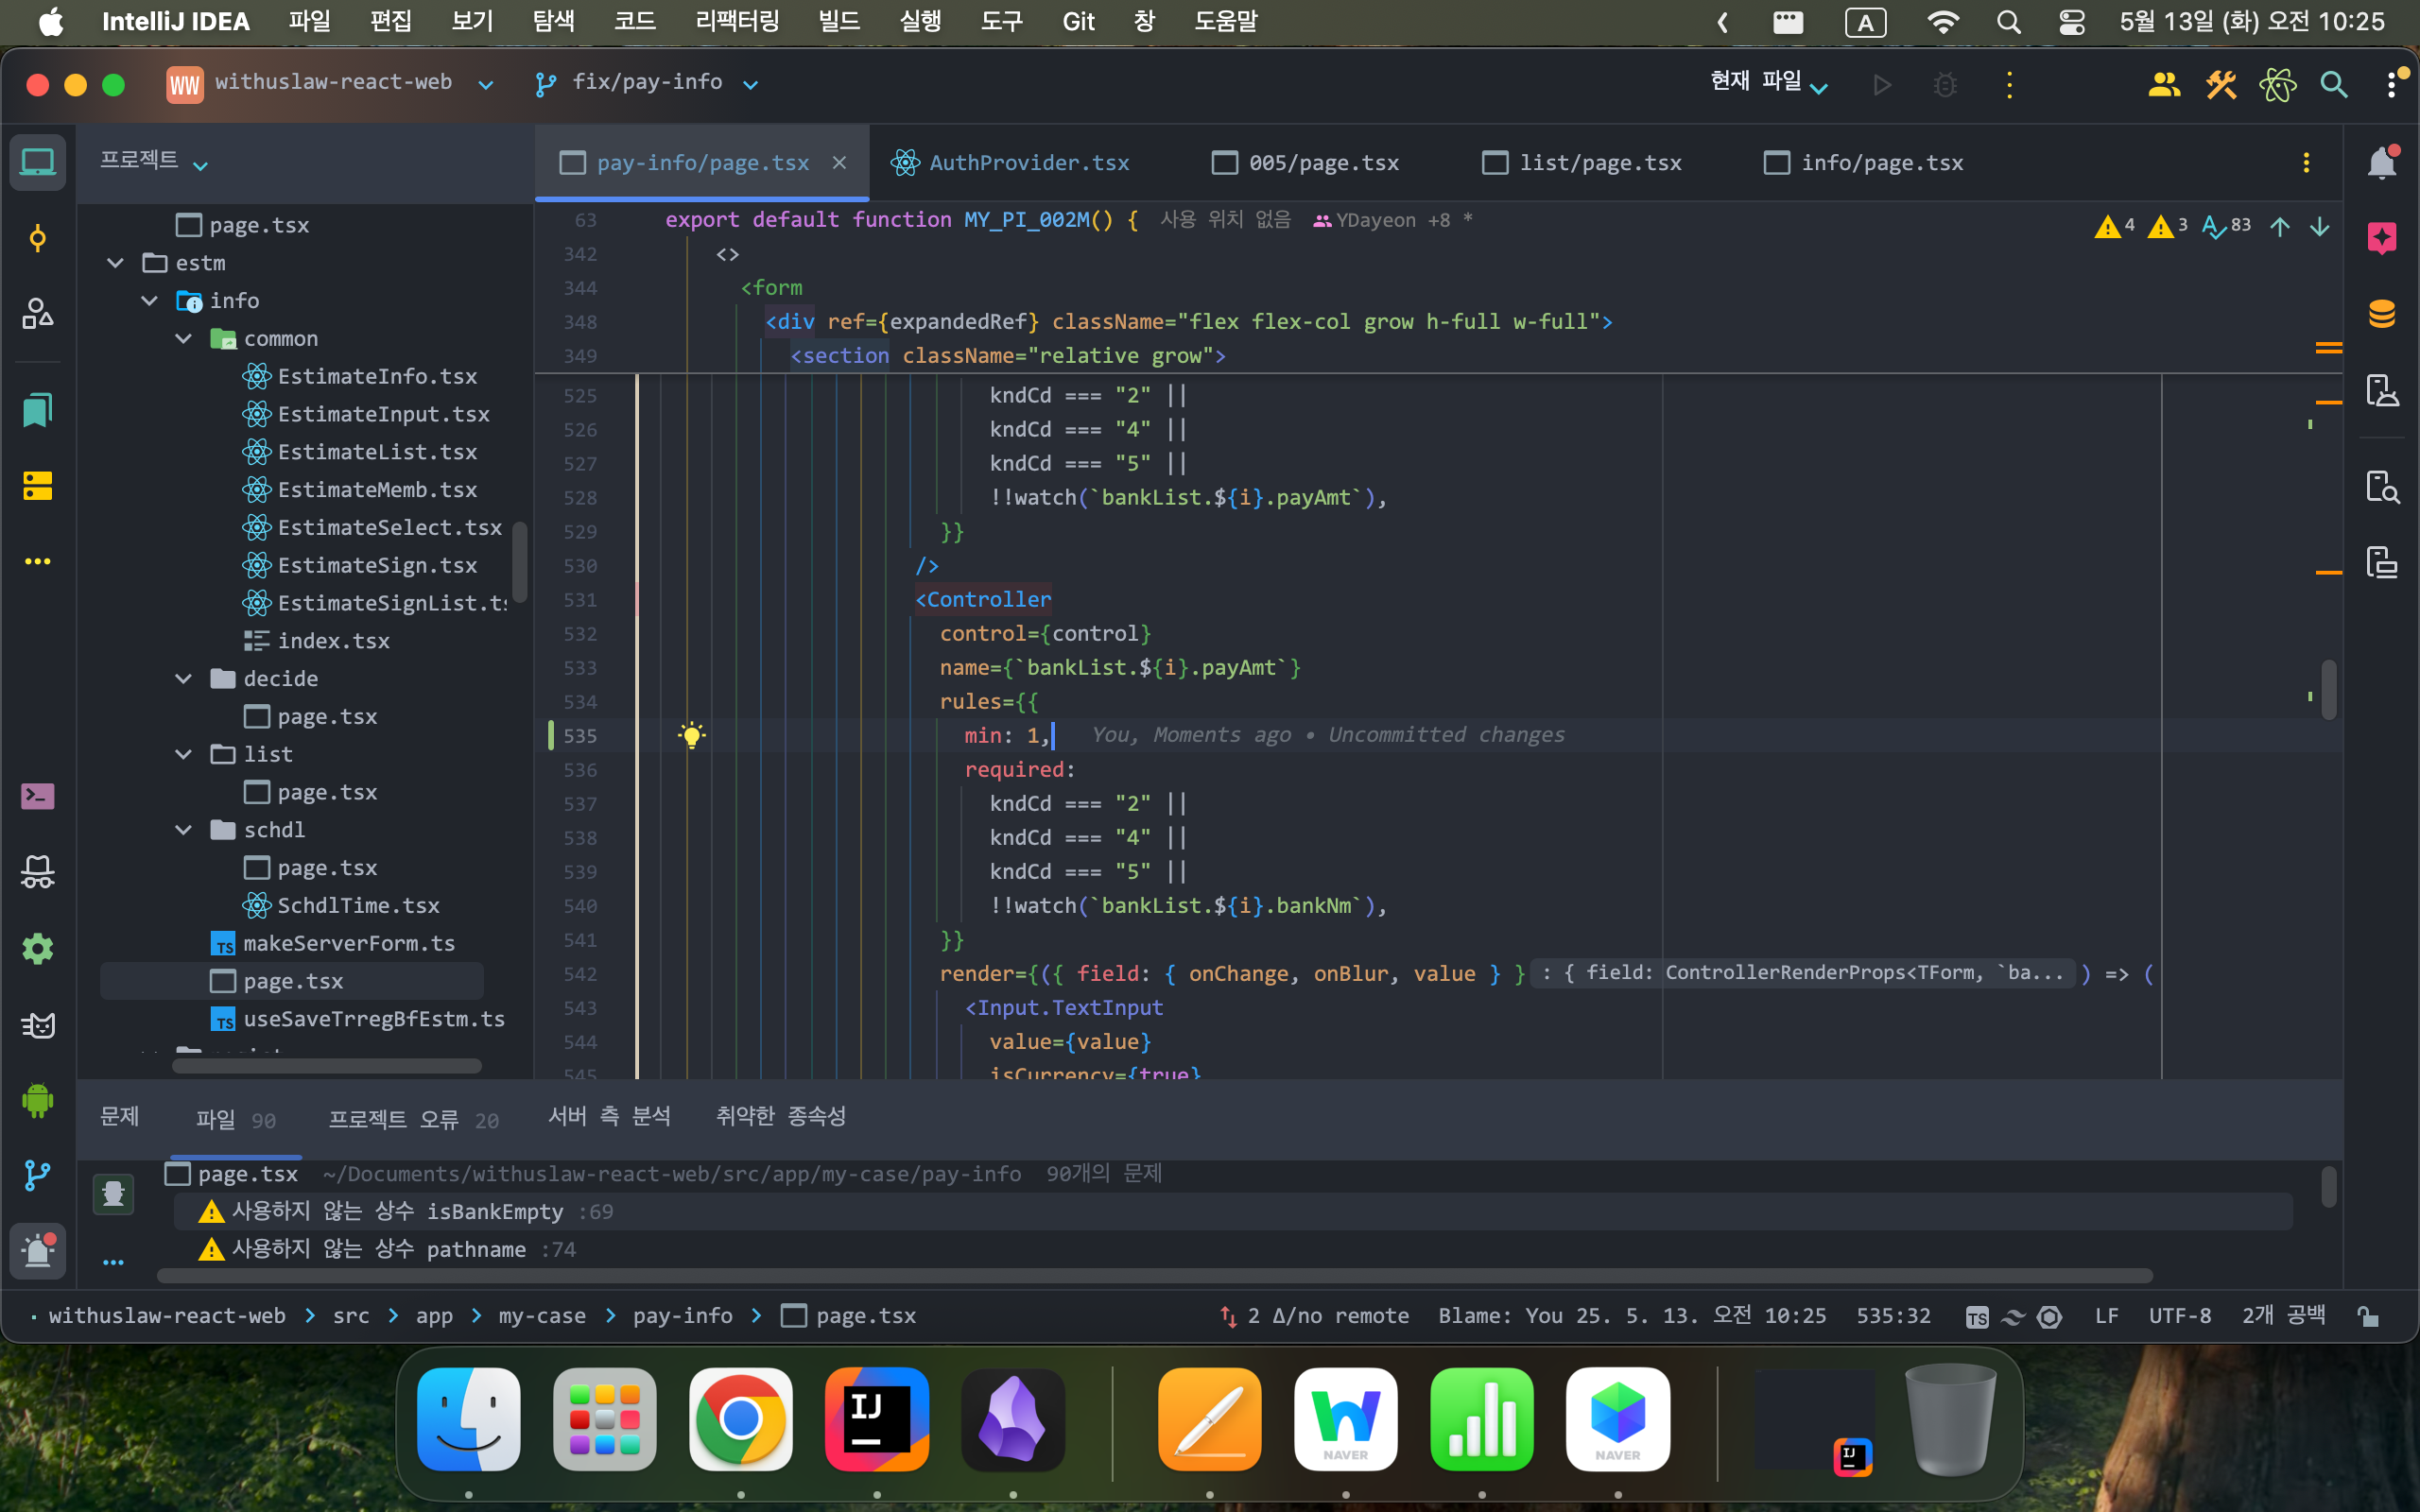 IntelliJ IDEA 파일 편집 보기 탐색 코드 리팩터링 빌드 실행 도구 Git 창 도움말 A 5월 13일 (화) 오전 10:25
WW withuslaw-react-web fix/pay-info 현재 파일
프로젝트
pay-info/page.tsx AuthProvider.tsx 005/page.tsx list/page.tsx info/page.tsx
page.tsx
estm
info
common
EstimateInfo.tsx
EstimateInput.tsx
EstimateList.tsx
EstimateMemb.tsx
EstimateSelect.tsx
EstimateSign.tsx
EstimateSignList.ts
index.tsx
decide
page.tsx
list
page.tsx
schdl
page.tsx
SchdlTime.tsx
TS makeServerForm.ts
page.tsx
TS useSaveTrregBfEstm.ts
63 export default function MY_PI_002M() { 사용 위치 없음 YDayeon +8 *
4 3 83
342 <>
344 <form
348 <div ref={expandedRef} className="flex flex-col grow h-full w-full">
349 <section className="relative grow">
525 kndCd === "2" ||
526 kndCd === "4" ||
527 kndCd === "5" ||
528 !!watch(`bankList.${i}.payAmt`),
529 }}
530 />
531 <Controller
532 control={control}
533 name={`bankList.${i}.payAmt`}
534 rules={{
535 min: 1, You, Moments ago • Uncommitted changes
536 required:
537 kndCd === "2" ||
538 kndCd === "4" ||
539 kndCd === "5" ||
540 !!watch(`bankList.${i}.bankNm`),
541 }}
542 render={({ field: { onChange, onBlur, value } } : { field: ControllerRenderProps<TForm, `ba... ) => (
543 <Input.TextInput
544 value={value}
545 isCurrency={true}
문제 파일 90 프로젝트 오류 20 서버 측 분석 취약한 종속성
page.tsx ~/Documents/withuslaw-react-web/src/app/my-case/pay-info 90개의 문제
사용하지 않는 상수 isBankEmpty :69
사용하지 않는 상수 pathname :74
withuslaw-react-web > src > app > my-case > pay-info > page.tsx 2 Δ/no remote Blame: You 25. 5. 13. 오전 10:25 535:32 TS LF UTF-8 2개 공백
IJ NAVER NAVER IJ